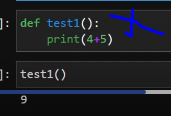 ]: def test1():
print(4+5)
]: test1()
9